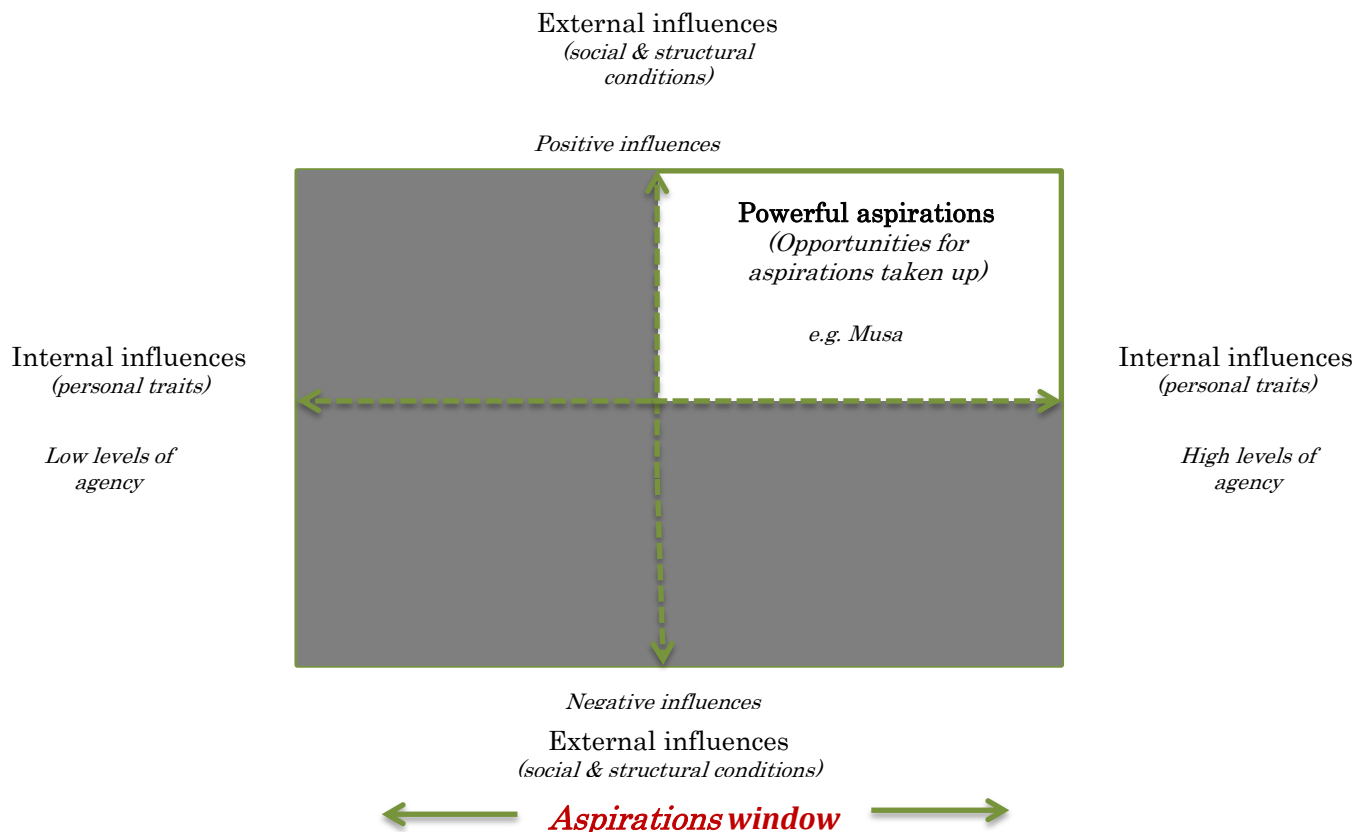 External influences
(social & structural
conditions)
Positive influences
Powerful aspirations
(Opportunities for
aspirations taken up)
e.g. Musa
Internal influences
(personal traits)
Low levels of
agency
Internal influences
(personal traits)
High levels of
agency
Negative influences
External influences
(social & structural conditions)
Aspirations window